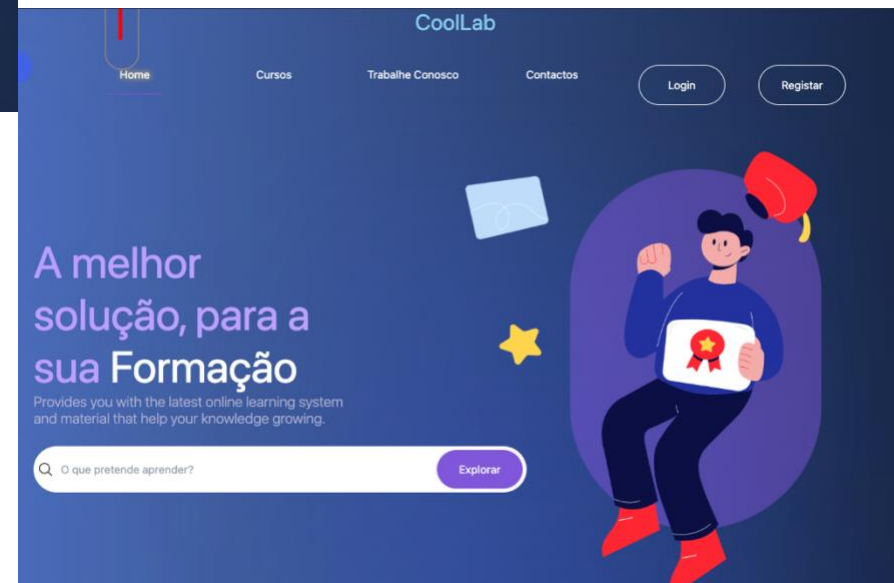 CoolLab
Home Cursos Trabalhe Conosco Contactos Login Registar
A melhor
solução, para a
sua Formação
Provides you with the latest online learning system
and material that help your knowledge growing.
O que pretende aprender? Explorar